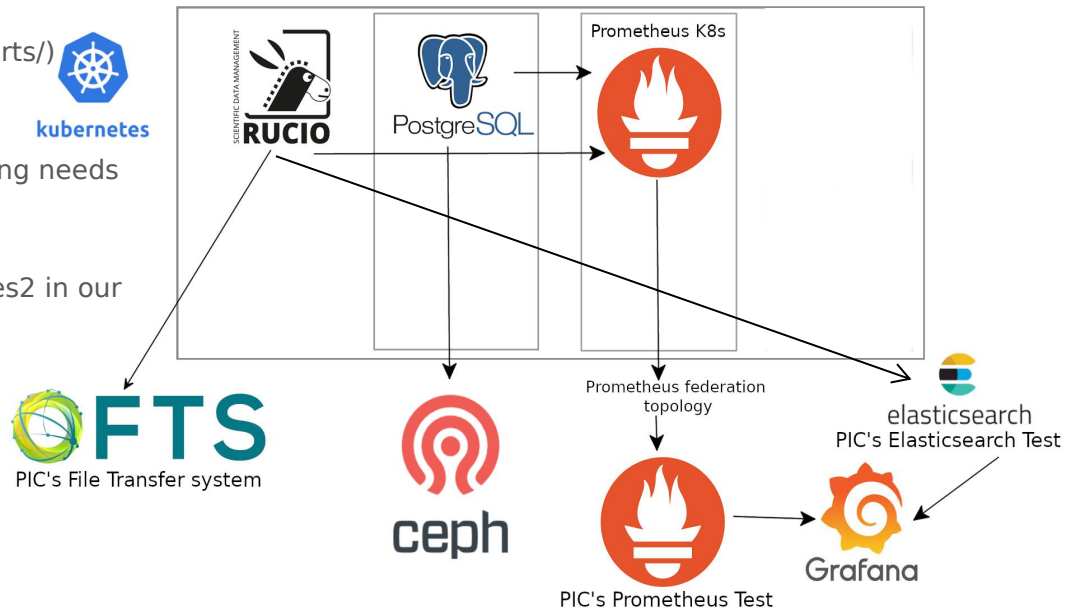 rts/)
kubernetes
ng needs
es2 in our
SCIENTIFIC DATA MANAGEMENT
RUCIO
PostgreSQL
Prometheus K8s
FTS
PIC's File Transfer system
ceph
Prometheus federation
topology
PIC's Prometheus Test
elasticsearch
PIC's Elasticsearch Test
Grafana